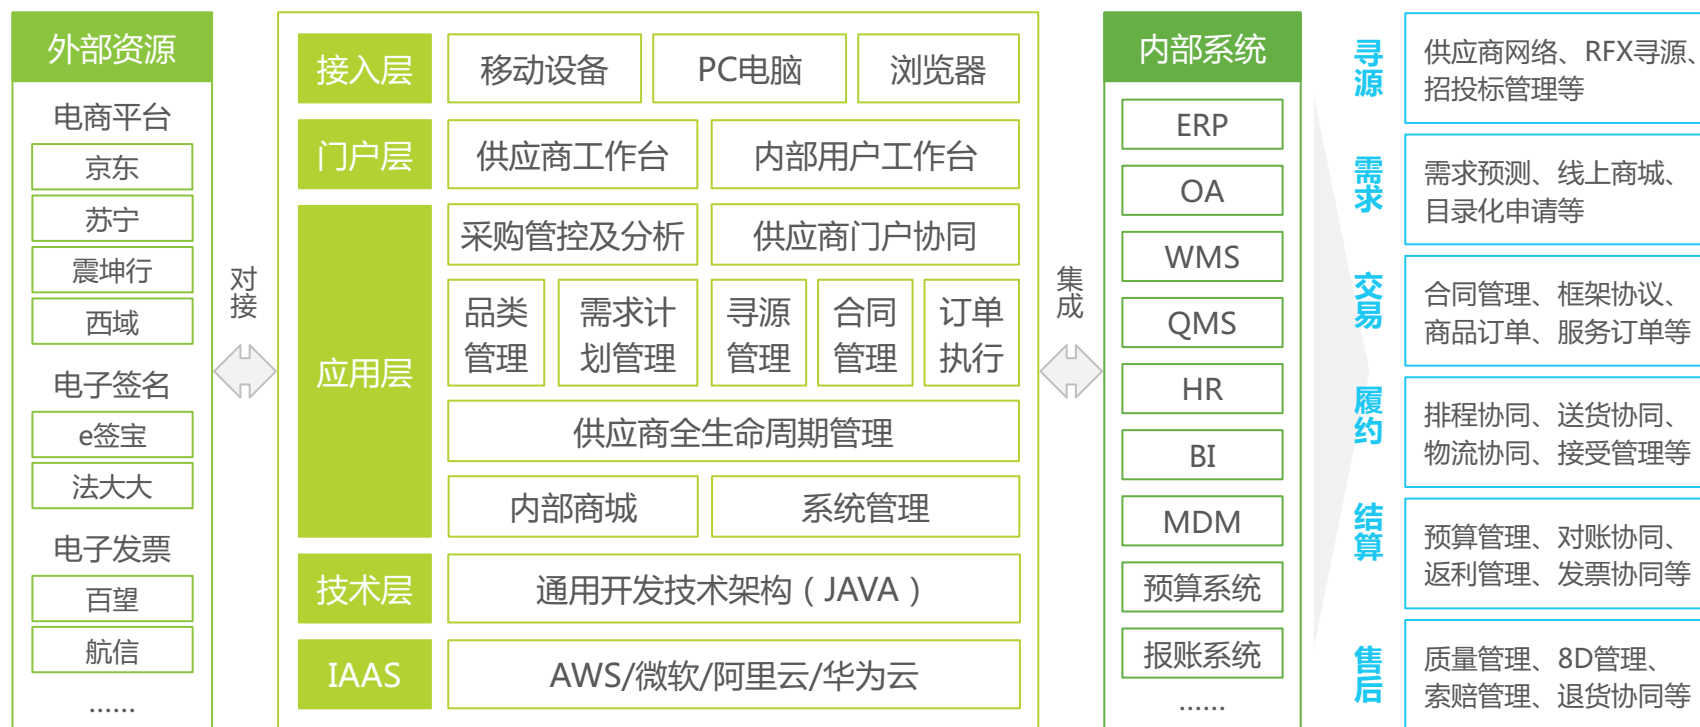 外部资源
电商平台
京东
苏宁
震坤行
西域
电子签名
e签宝
法大大
电子发票
百望
航信
……
对接
接入层
移动设备
PC电脑
浏览器
门户层
供应商工作台
内部用户工作台
应用层
采购管控及分析
供应商门户协同
品类
管理
需求计
划管理
寻源
管理
合同
管理
订单
执行
供应商全生命周期管理
内部商城
系统管理
技术层
通用开发技术架构（JAVA）
IAAS
AWS/微软/阿里云/华为云
集成
内部系统
ERP
OA
WMS
QMS
HR
BI
MDM
预算系统
报账系统
……
寻源
供应商网络、RFX寻源、
招投标管理等
需求
需求预测、线上商城、
目录化申请等
交易
合同管理、框架协议、
商品订单、服务订单等
履约
排程协同、送货协同、
物流协同、接受管理等
结算
预算管理、对账协同、
返利管理、发票协同等
售后
质量管理、8D管理、
索赔管理、退货协同等